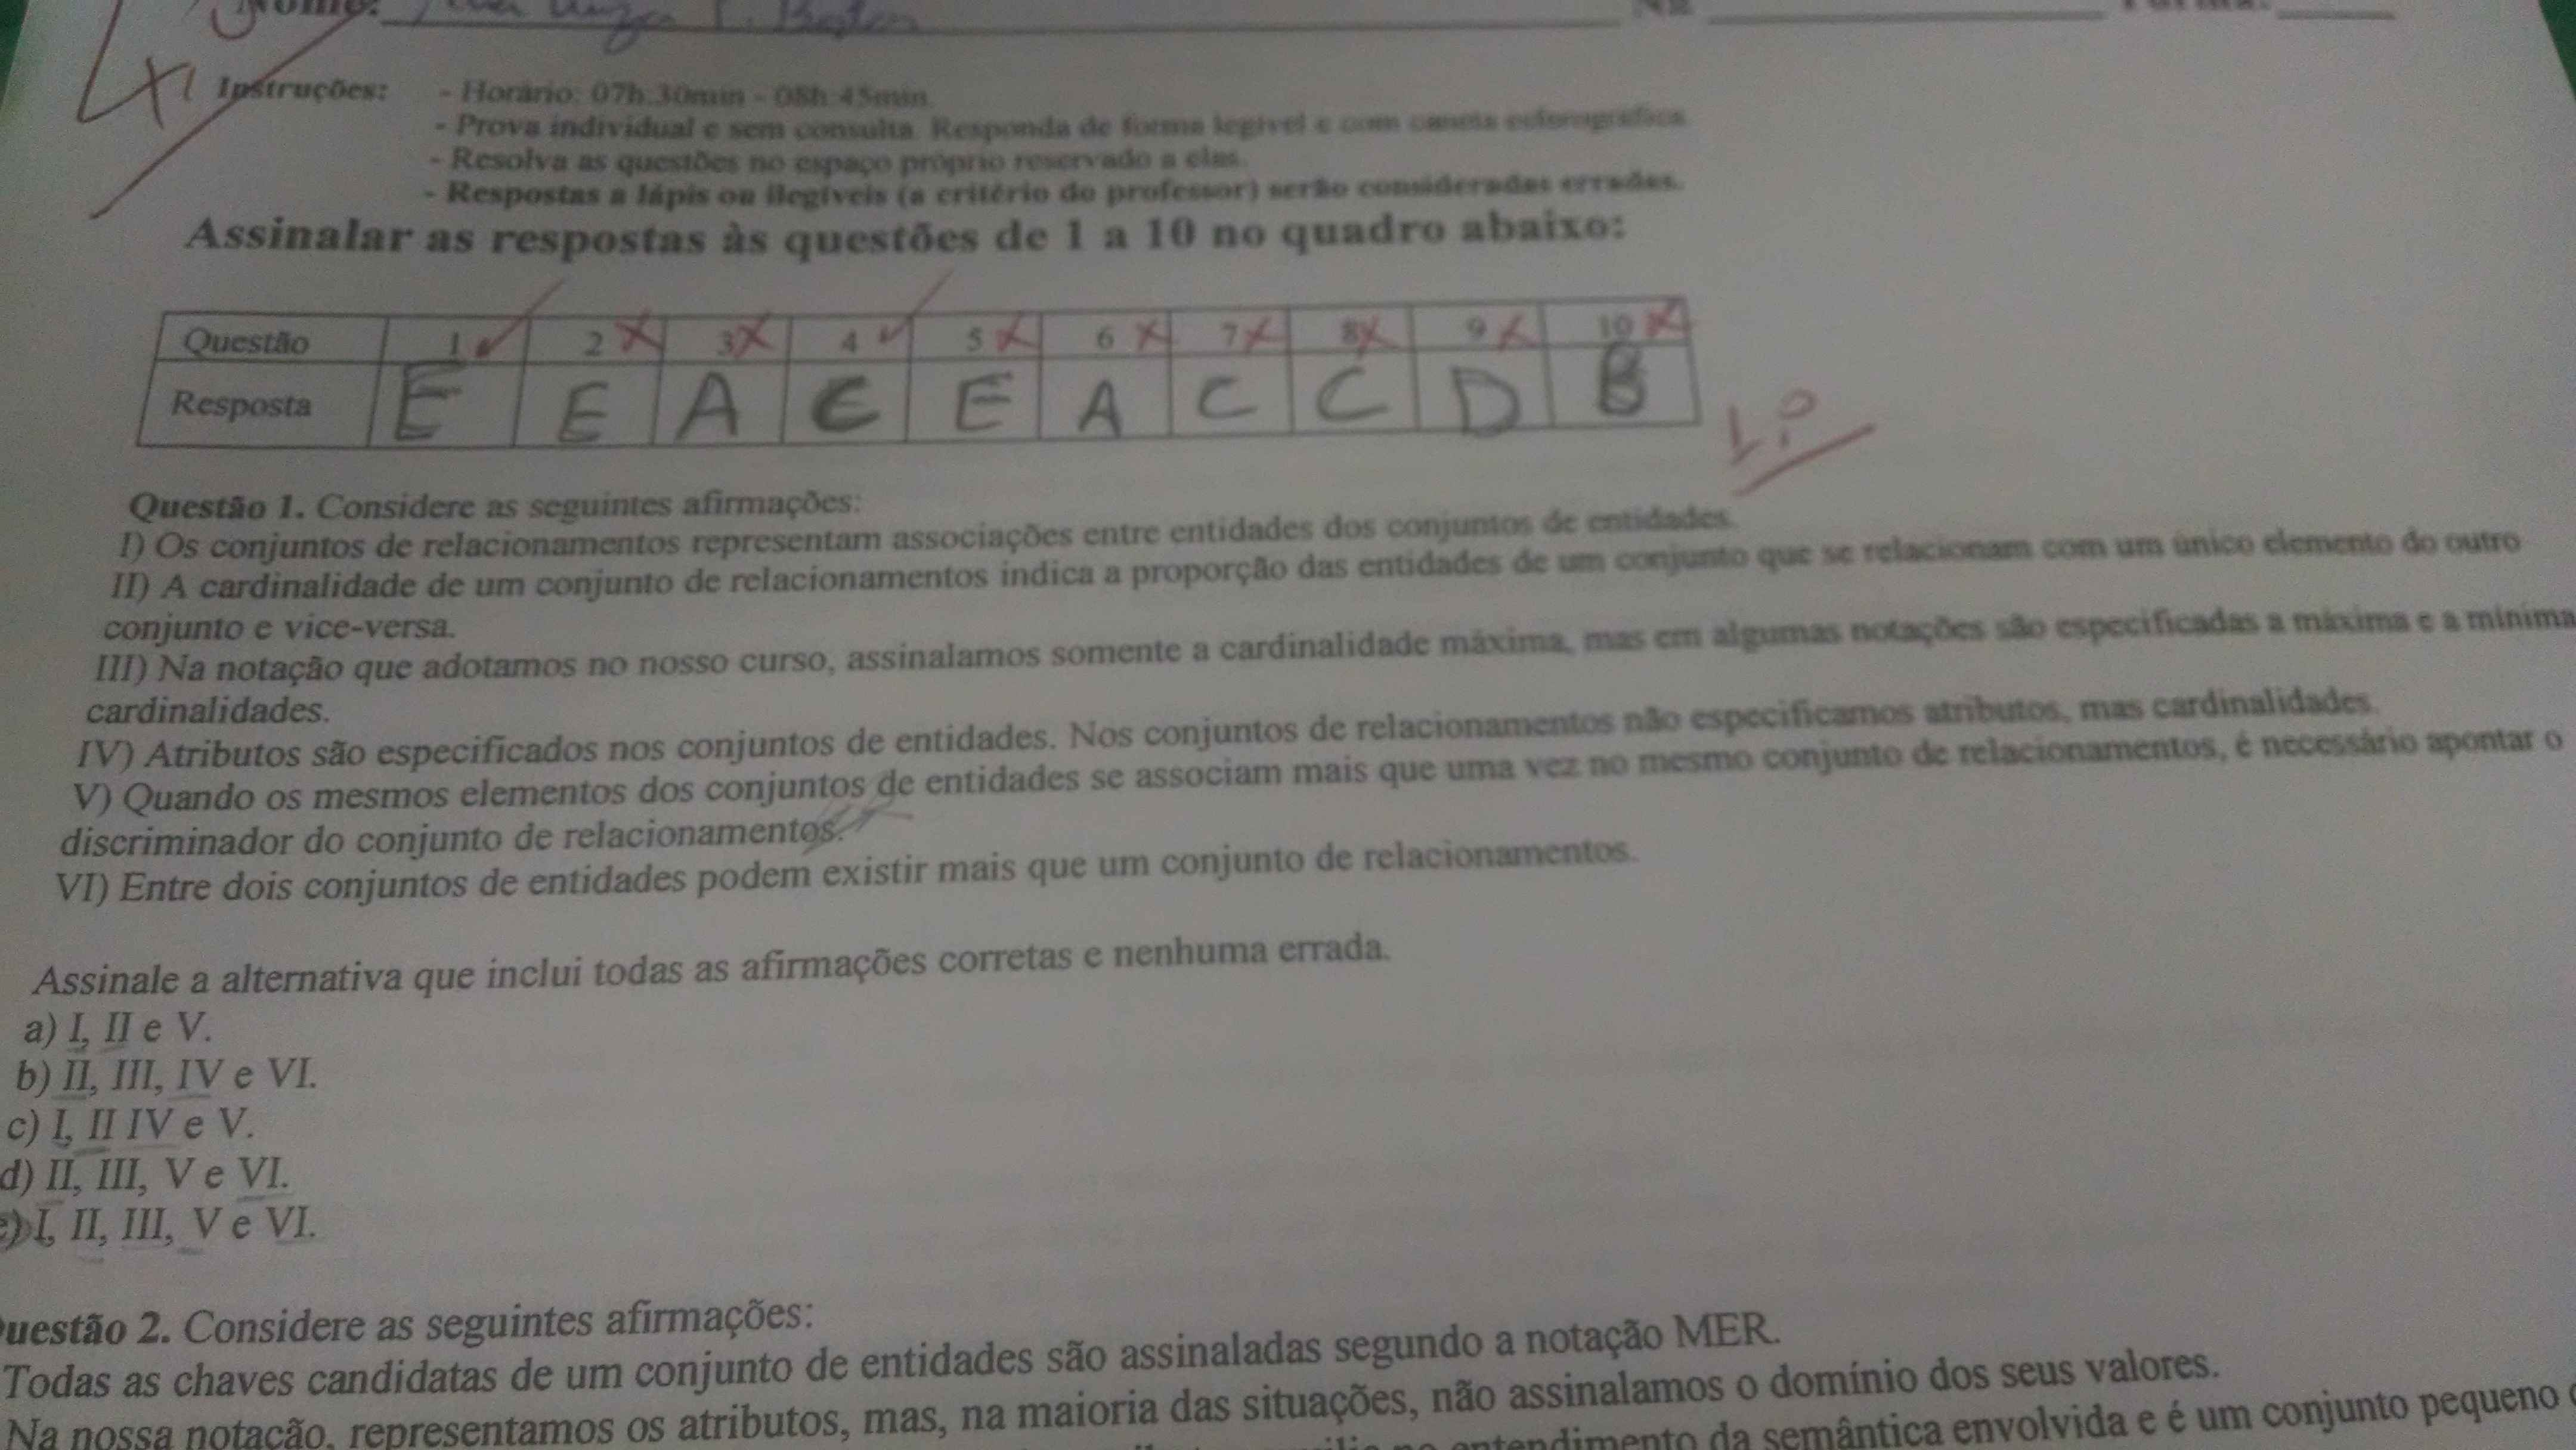 Nome:
Instruções: - Horário: 07h:30min - 08h:45min.
- Prova individual e sem consulta. Responda de forma legível e com caneta esferográfica.
- Resolva as questões no espaço próprio reservado a elas.
- Respostas a lápis ou ilegíveis (a critério do professor) serão consideradas erradas.
Assinalar as respostas às questões de 1 a 10 no quadro abaixo:
Questão 1 2 3 4 5 6 7 8 9 10
Resposta E E A C E A C C D B
Questão 1. Considere as seguintes afirmações:
I) Os conjuntos de relacionamentos representam associações entre entidades dos conjuntos de entidades.
II) A cardinalidade de um conjunto de relacionamentos indica a proporção das entidades de um conjunto que se relacionam com um único elemento do outro
conjunto e vice-versa.
III) Na notação que adotamos no nosso curso, assinalamos somente a cardinalidade máxima, mas em algumas notações são especificadas a máxima e a mínima
cardinalidades.
IV) Atributos são especificados nos conjuntos de entidades. Nos conjuntos de relacionamentos não especificamos atributos, mas cardinalidades.
V) Quando os mesmos elementos dos conjuntos de entidades se associam mais que uma vez no mesmo conjunto de relacionamentos, é necessário apontar o
discriminador do conjunto de relacionamentos.
VI) Entre dois conjuntos de entidades podem existir mais que um conjunto de relacionamentos.
Assinale a alternativa que inclui todas as afirmações corretas e nenhuma errada.
a) I, II e V.
b) II, III, IV e VI.
c) I, II IV e V.
d) II, III, V e VI.
e) I, II, III, V e VI.
Questão 2. Considere as seguintes afirmações:
Todas as chaves candidatas de um conjunto de entidades são assinaladas segundo a notação MER.
Na nossa notação, representamos os atributos, mas, na maioria das situações, não assinalamos o domínio dos seus valores.
entendimento da semântica envolvida e é um conjunto pequeno